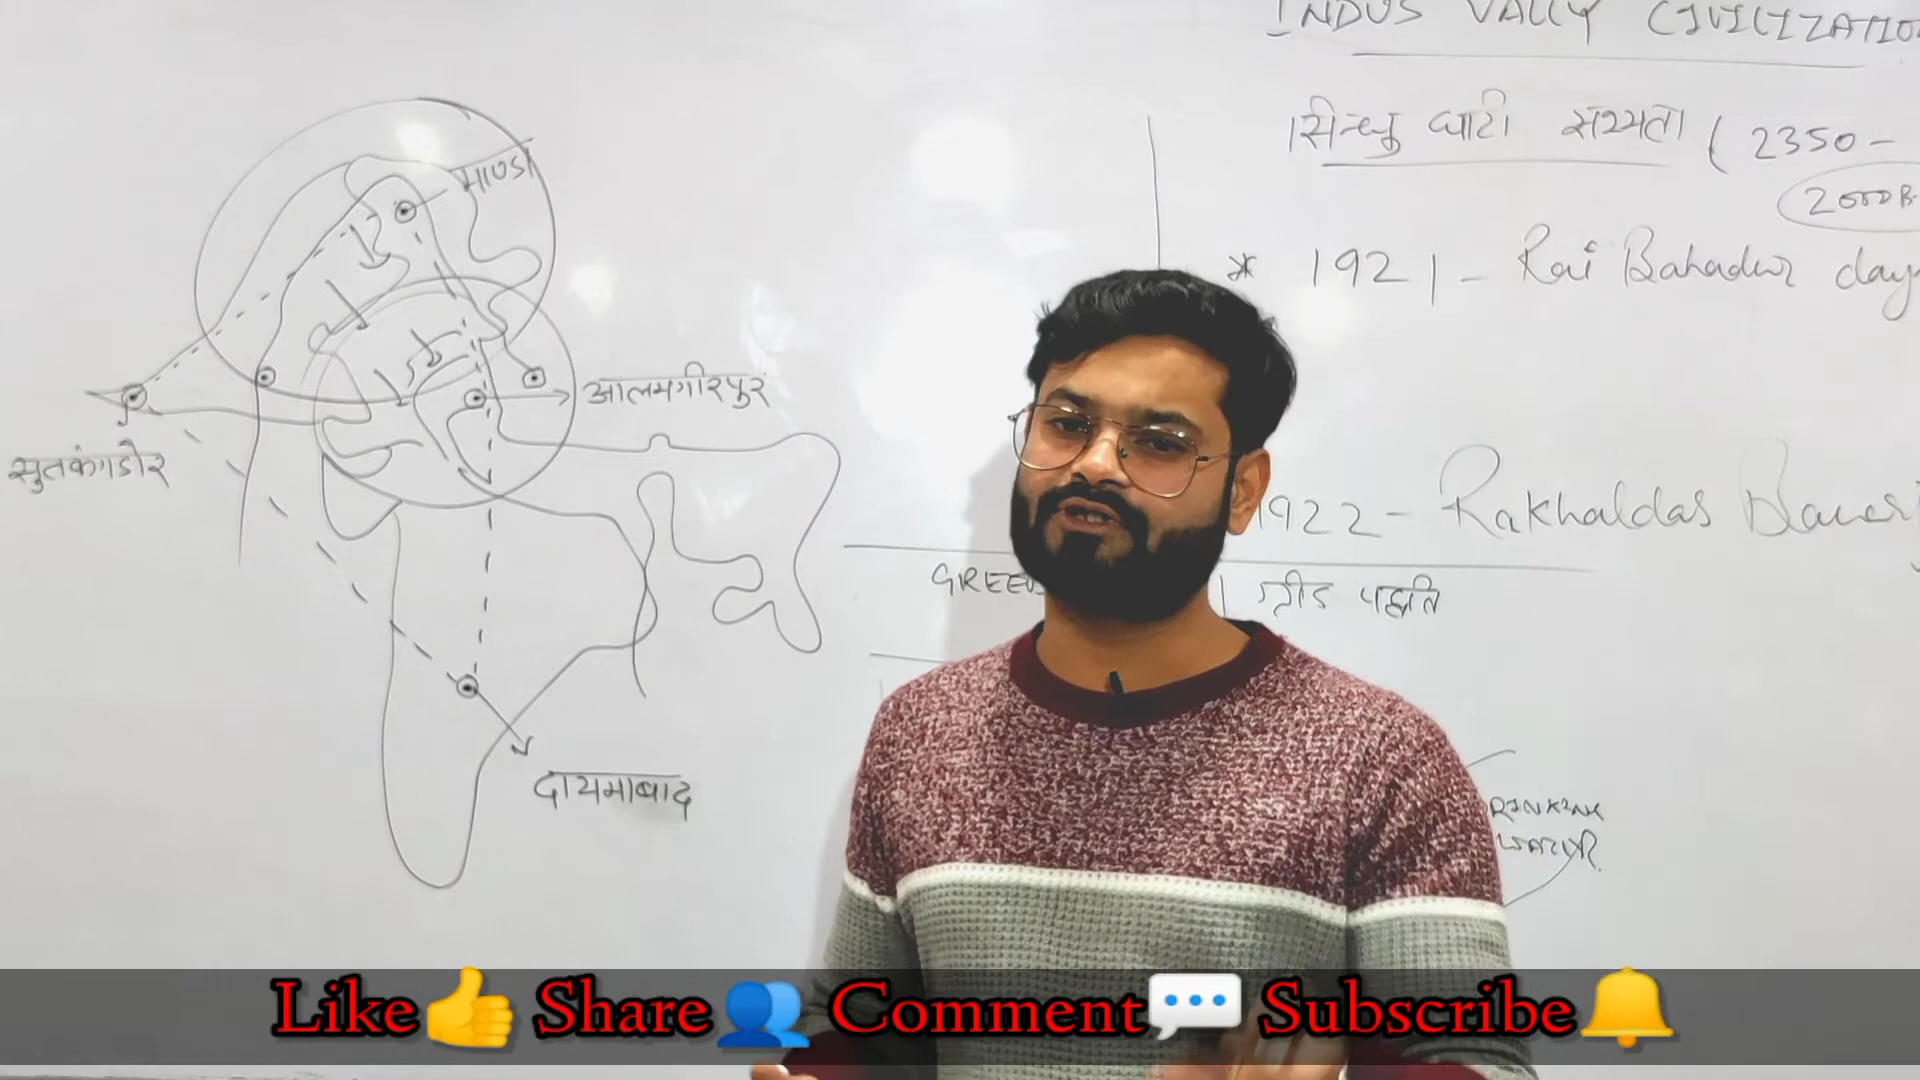 INDUS VALLY CIVILIZATIO
सिन्धु घाटी सभ्यता ( 2350 -
2000 B.
* 1921 - Rai Bahadur day
1922 - Rakhaldas Baner
ग्रीड पद्धति
माण्डा
आलमगीरपुर
सुतकंगडोर
दायमाबाद
Like Share Comment Subscribe